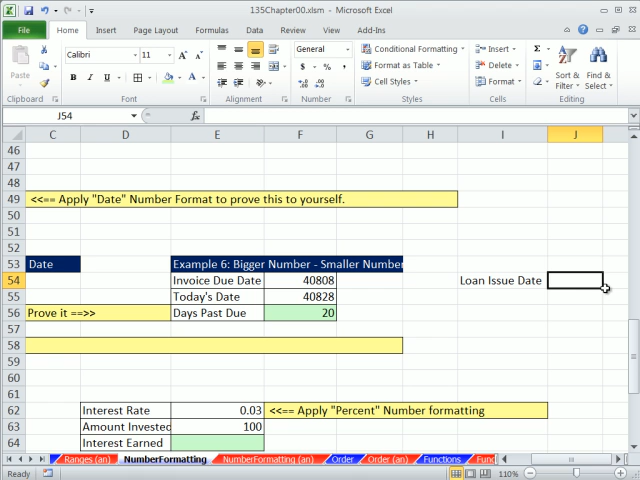 135Chapter00.xlsm - Microsoft Excel
File Home Insert Page Layout Formulas Data Review View Add-Ins
Paste Calibri 11 General Conditional Formatting Insert
B I U $ % , Format as Table Delete Sort & Find &
Cell Styles Format Filter Select
Clipboard Font Alignment Number Styles Cells Editing
J54 fx
C D E F G H I J
46
47
48
49 <<== Apply "Date" Number Format to prove this to yourself.
50
51
52
53 Date Example 6: Bigger Number - Smaller Number
54 Invoice Due Date 40808 Loan Issue Date
55 Today's Date 40828
56 Prove it ==>> Days Past Due 20
57
58
59
60
61
62 Interest Rate 0.03 <<== Apply "Percent" Number formatting
63 Amount Invested 100
64 Interest Earned
Ranges (an) NumberFormatting NumberFormatting (an) Order Order (an) Functions Func
Ready 110%